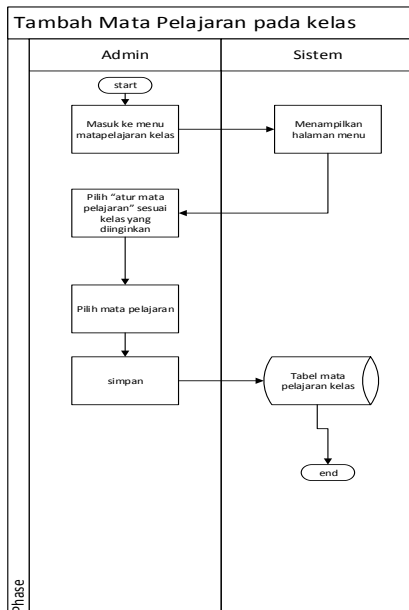 Tambah Mata Pelajaran pada kelas
Admin
Sistem
start
Masuk ke menu
matapelajaran kelas
Menampilkan
halaman menu
Pilih “atur mata
pelajaran” sesuai
kelas yang
diinginkan
Pilih mata pelajaran
simpan
Tabel mata
pelajaran kelas
end
Phase